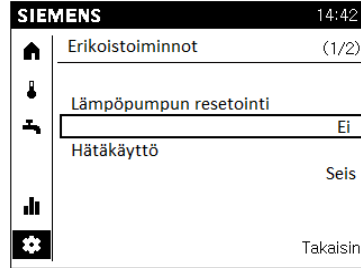 SIEMENS 14:42
Erikoistoiminnot (1/2)
Lämpöpumpun resetointi
Ei
Hätäkäyttö
Seis
Takaisin